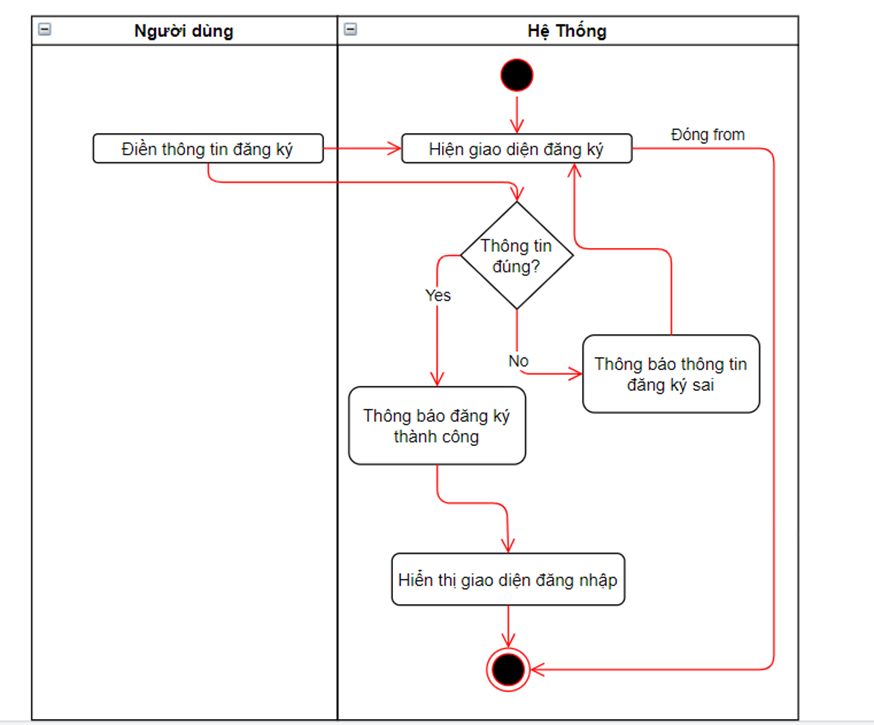 Người dùng
Hệ Thống
Điền thông tin đăng ký
Hiện giao diện đăng ký
Đóng from
Thông tin
đúng?
Yes
No
Thông báo thông tin
đăng ký sai
Thông báo đăng ký
thành công
Hiển thị giao diện đăng nhập